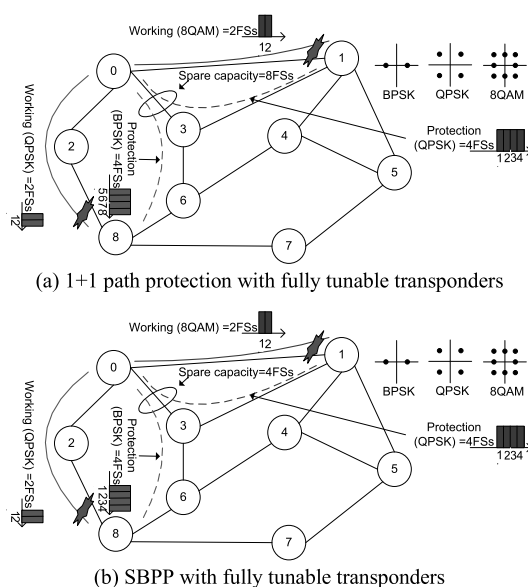 Working (8QAM) =2FSs
12
0
1
Spare capacity=8FSs
BPSK
QPSK
8QAM
Working (QPSK) =2FSs
12
2
Protection
(BPSK) =4FSs
5678
3
4
Protection
(QPSK) =4FSs
1234
5
6
8
7
(a) 1+1 path protection with fully tunable transponders
Working (8QAM) =2FSs
12
0
1
Spare capacity=4FSs
BPSK
QPSK
8QAM
Working (QPSK) =2FSs
12
2
Protection
(BPSK) =4FSs
1234
3
4
Protection
(QPSK) =4FSs
1234
5
6
8
7
(b) SBPP with fully tunable transponders